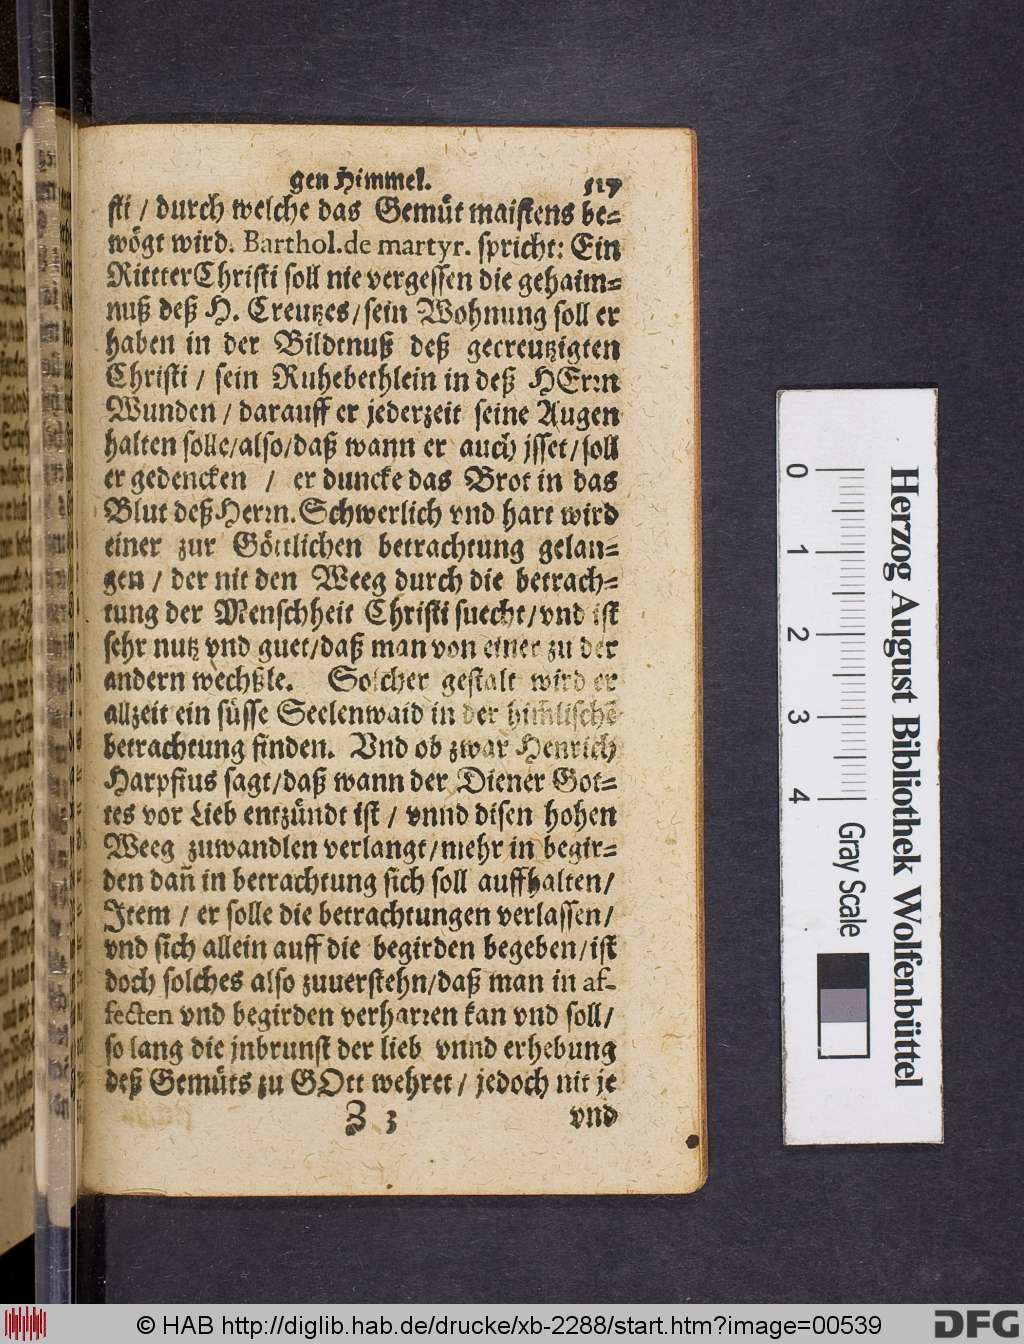 gen Himmel. 517
sti / durch welche das Gemüt maistens be-
wögt wird. Barthol. de martyr. spricht: Ein
Rittter Christi soll nie vergessen die gehaim-
nuß deß H. Creutzes / sein Wohnung soll er
haben in der Bildtnuß deß gecreutzigten
Christi / sein Ruhebethlein in deß HErrn
Wunden / darauff er jederzeit seine Augen
halten solle / also / daß wann er auch jsset / soll
er gedencken / er duncke das Brot in das
Blut deß Herrn. Schwerlich vnd hart wird
einer zur Göttlichen betrachtung gelan-
gen / der nit den Weeg durch die betrach-
tung der Menschheit Christi suecht / vnd ist
sehr nutz vnd guet / daß man von einer zu der
andern wechßle. Solcher gestalt wird er
allzeit ein süsse Seelenwaid in der him̃lischẽ
betrachtung finden. Vnd ob zwar Henrich
Harpfius sagt / daß wann der Diener Got-
tes vor Lieb entzündt ist / vnnd disen hohen
Weeg zuwandlen verlangt / mehr in begir-
den dañ in betrachtung sich soll auffhalten /
Item / er solle die betrachtungen verlassen /
vnd sich allein auff die begirden begeben / ist
doch solches also zuuerstehn / daß man in af-
fecten vnd begirden verharren kan vnd soll /
so lang die jnbrunst der lieb vnnd erhebung
deß Gemüts zu GOtt wehret / jedoch nit je
Z 3 vnd
Herzog August Bibliothek Wolfenbüttel
0 1 2 3 4 Gray Scale
© HAB http://diglib.hab.de/drucke/xb-2288/start.htm?image=00539
DFG